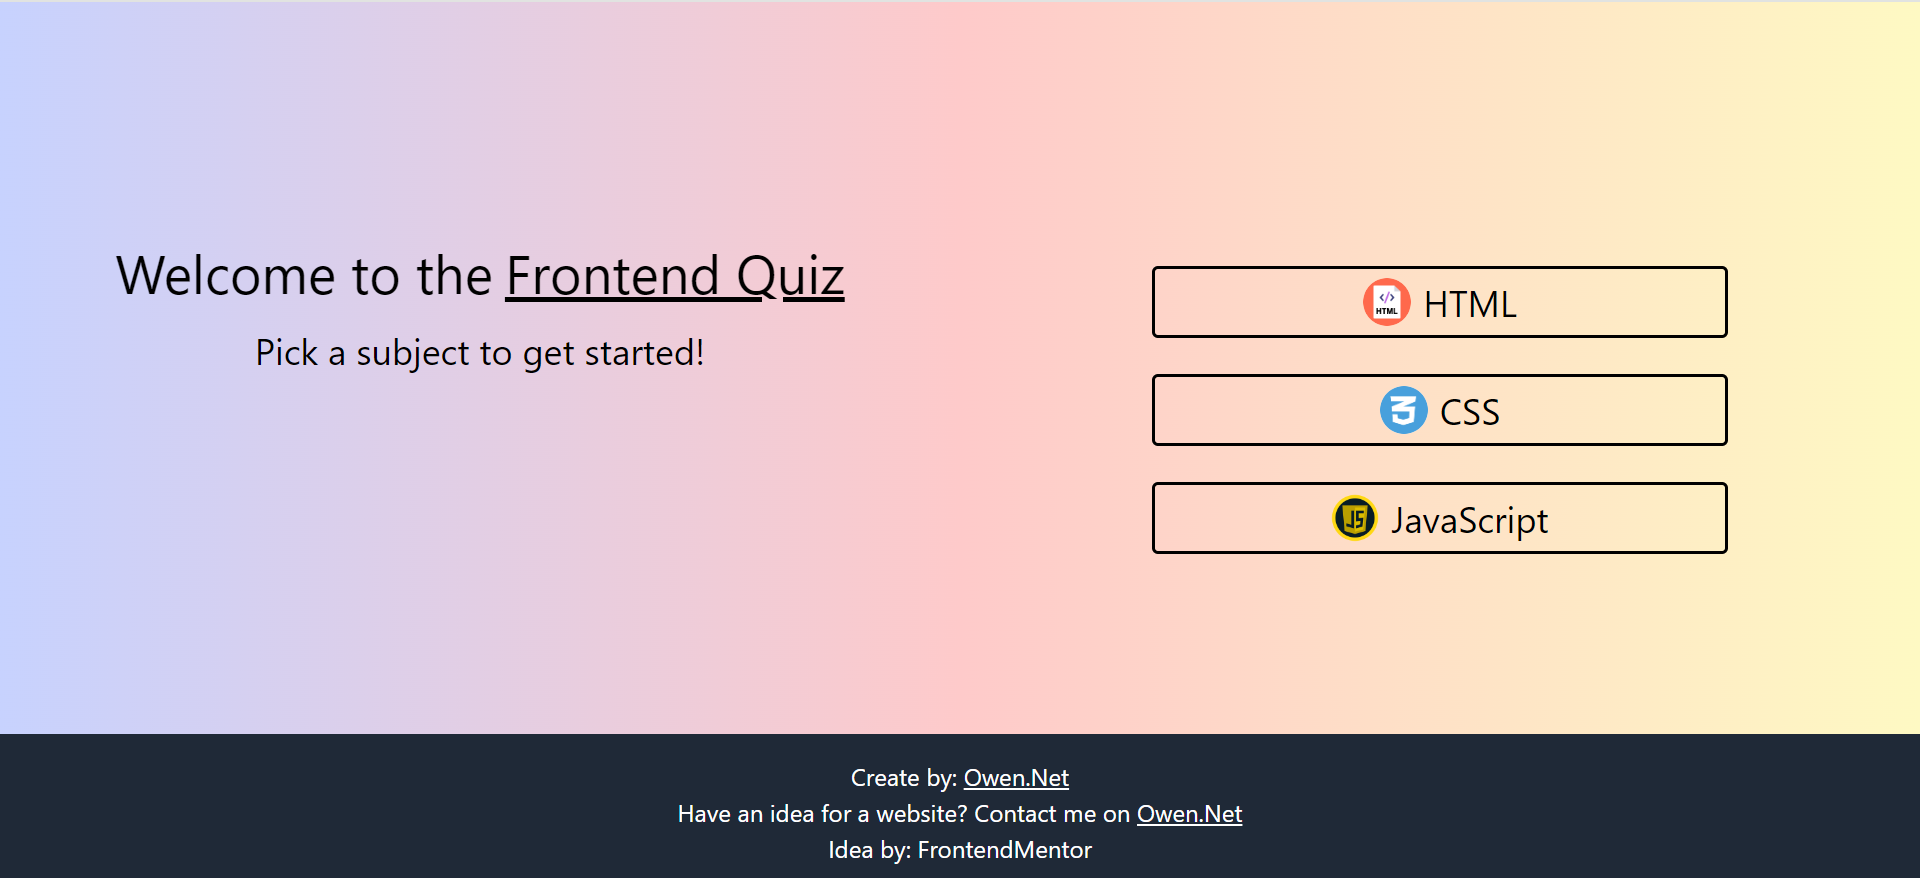 Welcome to the Frontend Quiz
Pick a subject to get started!
</> HTML HTML
CSS
JS JavaScript
Create by: Owen.Net
Have an idea for a website? Contact me on Owen.Net
Idea by: FrontendMentor